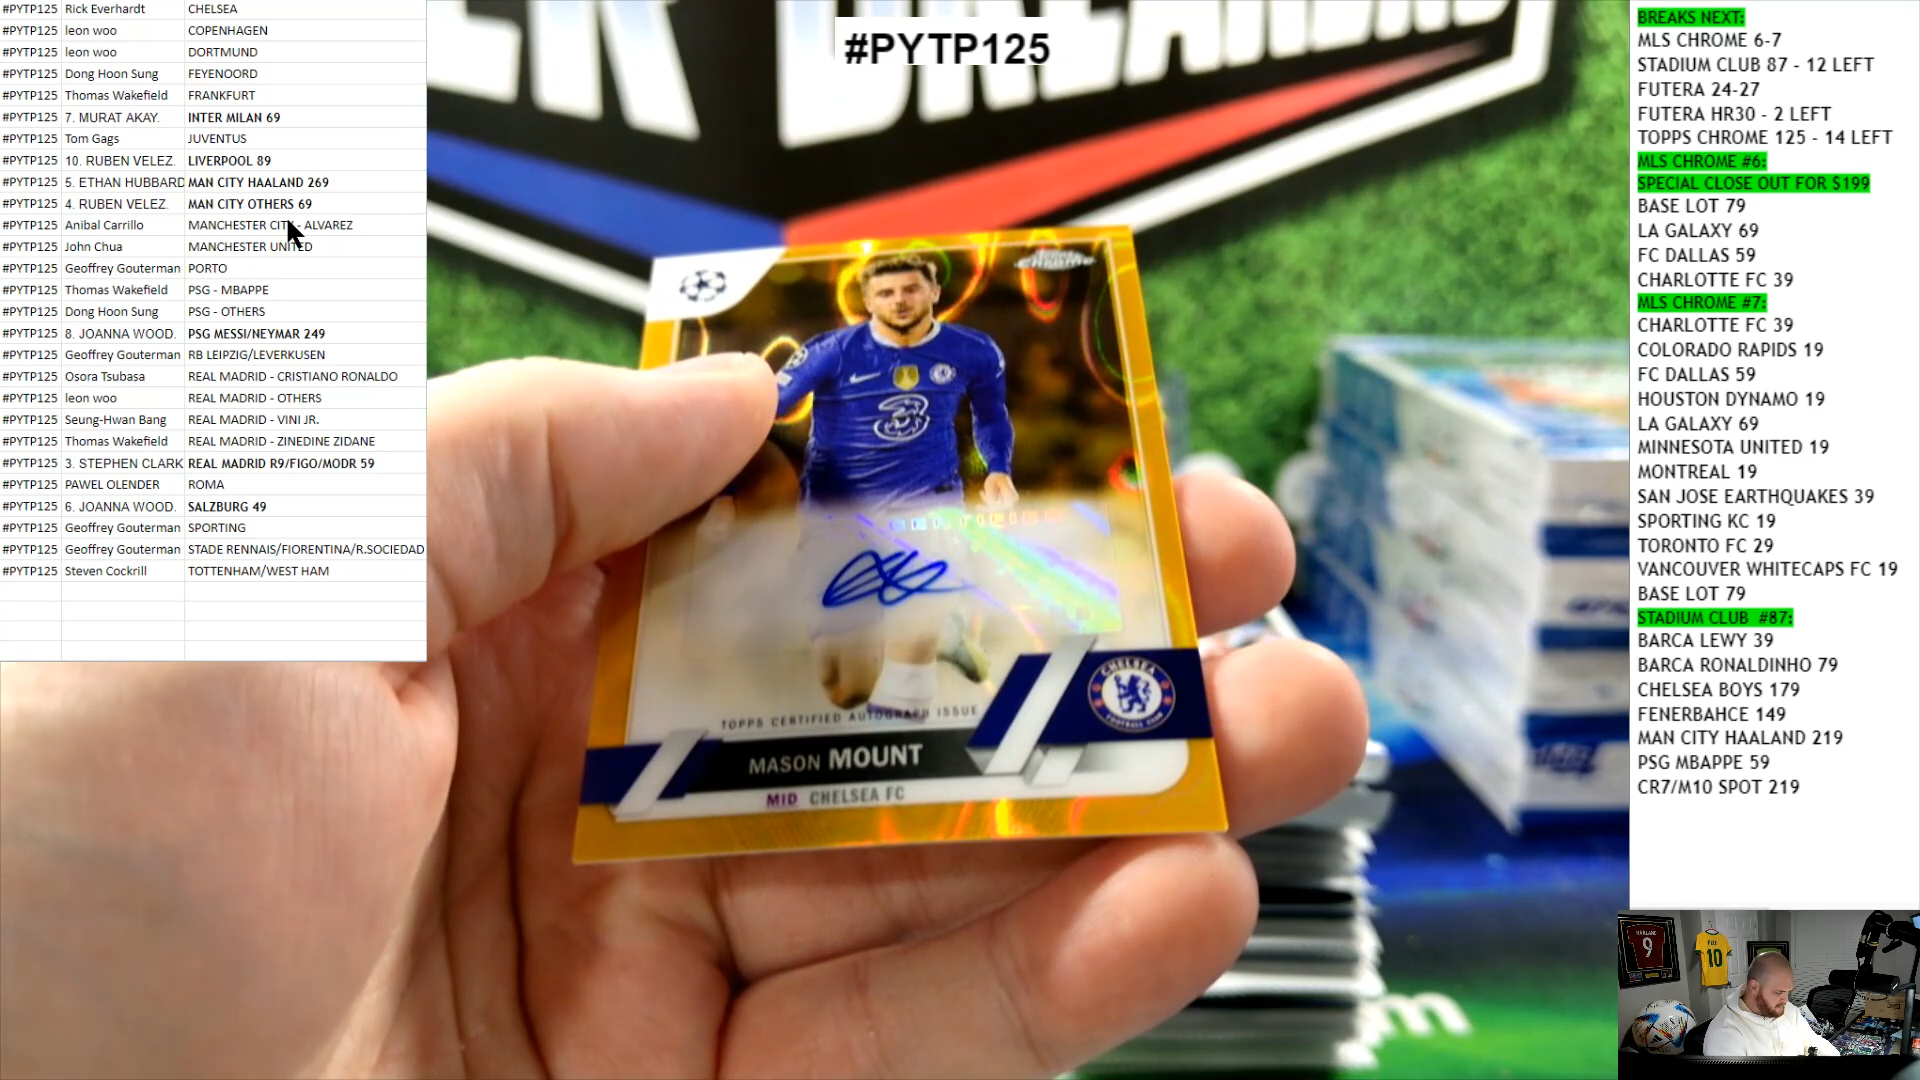 #PYTP125 Rick Everhardt CHELSEA
#PYTP125 leon woo COPENHAGEN
#PYTP125 leon woo DORTMUND
#PYTP125 Dong Hoon Sung FEYENOORD
#PYTP125 Thomas Wakefield FRANKFURT
#PYTP125 7. MURAT AKAY. INTER MILAN 69
#PYTP125 Tom Gags JUVENTUS
#PYTP125 10. RUBEN VELEZ. LIVERPOOL 89
#PYTP125 5. ETHAN HUBBARD MAN CITY HAALAND 269
#PYTP125 4. RUBEN VELEZ. MAN CITY OTHERS 69
#PYTP125 Anibal Carrillo MANCHESTER CITY - ALVAREZ
#PYTP125 John Chua MANCHESTER UNITED
#PYTP125 Geoffrey Gouterman PORTO
#PYTP125 Thomas Wakefield PSG - MBAPPE
#PYTP125 Dong Hoon Sung PSG - OTHERS
#PYTP125 8. JOANNA WOOD. PSG MESSI/NEYMAR 249
#PYTP125 Geoffrey Gouterman RB LEIPZIG/LEVERKUSEN
#PYTP125 Osora Tsubasa REAL MADRID - CRISTIANO RONALDO
#PYTP125 leon woo REAL MADRID - OTHERS
#PYTP125 Seung-Hwan Bang REAL MADRID - VINI JR.
#PYTP125 Thomas Wakefield REAL MADRID - ZINEDINE ZIDANE
#PYTP125 3. STEPHEN CLARK REAL MADRID R9/FIGO/MODR 59
#PYTP125 PAWEL OLENDER ROMA
#PYTP125 6. JOANNA WOOD. SALZBURG 49
#PYTP125 Geoffrey Gouterman SPORTING
#PYTP125 Geoffrey Gouterman STADE RENNAIS/FIORENTINA/R.SOCIEDAD
#PYTP125 Steven Cockrill TOTTENHAM/WEST HAM
#PYTP125
3
TOPPS CERTIFIED AUTOGRAPH ISSUE
MASON MOUNT
MID CHELSEA FC
CHELSEA
FOOTBALL CLUB
BREAKS NEXT:
MLS CHROME 6-7
STADIUM CLUB 87 - 12 LEFT
FUTERA 24-27
FUTERA HR30 - 2 LEFT
TOPPS CHROME 125 - 14 LEFT
MLS CHROME #6:
SPECIAL CLOSE OUT FOR $199
BASE LOT 79
LA GALAXY 69
FC DALLAS 59
CHARLOTTE FC 39
MLS CHROME #7:
CHARLOTTE FC 39
COLORADO RAPIDS 19
FC DALLAS 59
HOUSTON DYNAMO 19
LA GALAXY 69
MINNESOTA UNITED 19
MONTREAL 19
SAN JOSE EARTHQUAKES 39
SPORTING KC 19
TORONTO FC 29
VANCOUVER WHITECAPS FC 19
BASE LOT 79
STADIUM CLUB #87:
BARCA LEWY 39
BARCA RONALDINHO 79
CHELSEA BOYS 179
FENERBAHCE 149
MAN CITY HAALAND 219
PSG MBAPPE 59
CR7/M10 SPOT 219
9
10